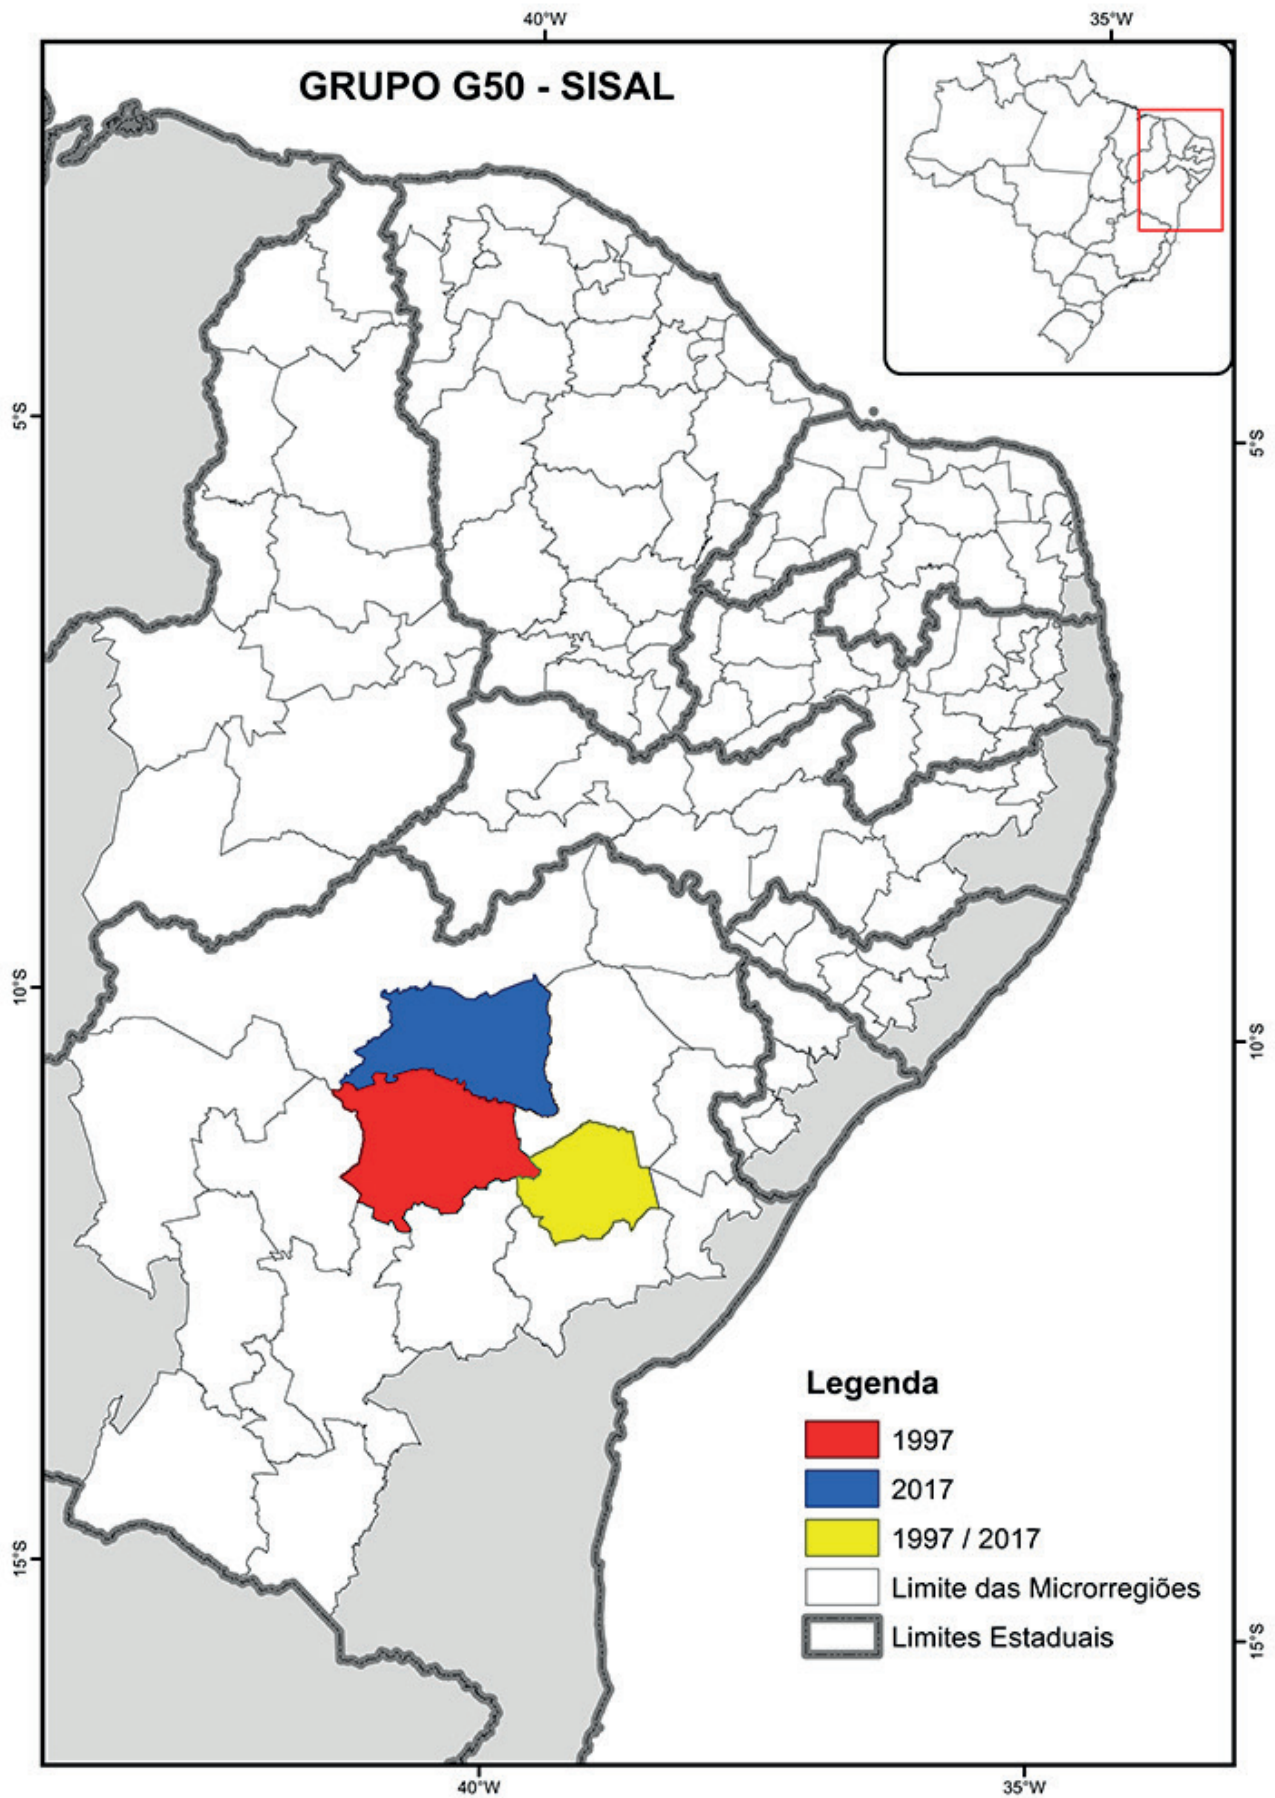 40°W
35°W
GRUPO G50 - SISAL
5°S
5°S
10°S
10°S
Legenda
1997
2017
1997 / 2017
Limite das Microrregiões
Limites Estaduais
15°S
15°S
40°W
35°W